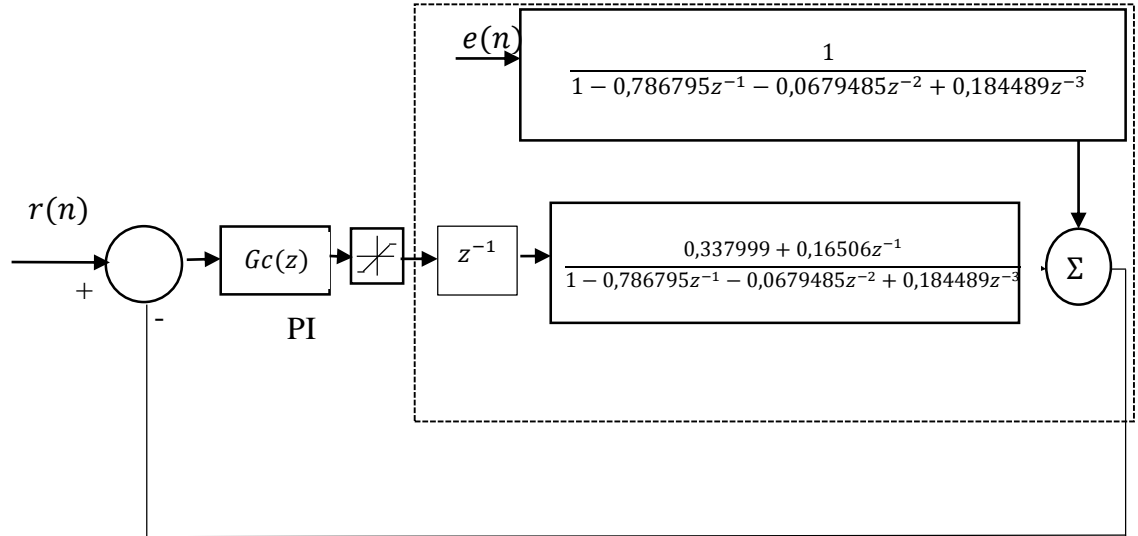 e(n)
1
1 − 0,786795z⁻¹ − 0,0679485z⁻² + 0,184489z⁻³
r(n)
+
-
Gc(z)
PI
z⁻¹
0,337999 + 0,16506z⁻¹
1 − 0,786795z⁻¹ − 0,0679485z⁻² + 0,184489z⁻³
Σ